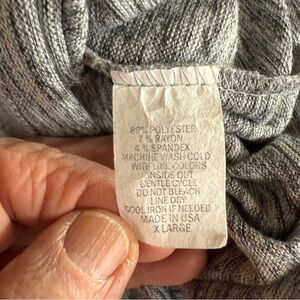 89% POLYESTER
7% RAYON
4% SPANDEX
MACHINE WASH COLD
WITH LIKE COLORS
INSIDE OUT
GENTLE CYCLE
DO NOT BLEACH
LINE DRY
COOL IRON IF NEEDED
MADE IN USA
X LARGE